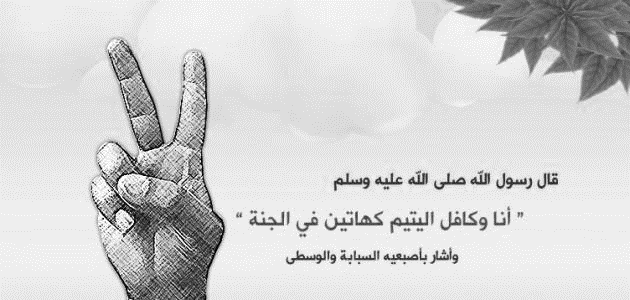 قال رسول الله صلى الله عليه وسلم
” أنا وكافل اليتيم كهاتين في الجنة “
وأشار بأصبعيه السبابة والوسطى